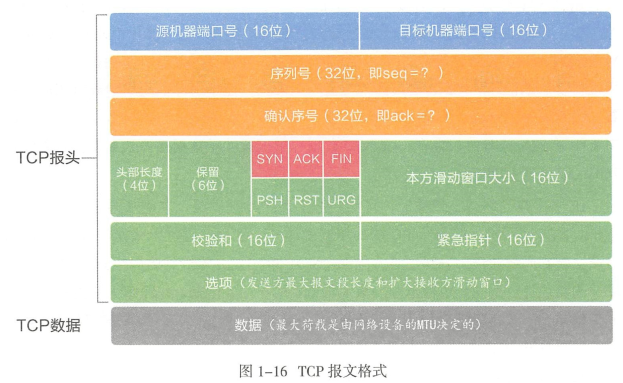 源机器端口号（16位）
目标机器端口号（16位）
序列号（32位，即seq=？）
确认序号（32位，即ack=？）
TCP报头
头部长度
（4位）
保留
（6位）
SYN
ACK
FIN
PSH
RST
URG
本方滑动窗口大小（16位）
校验和（16位）
紧急指针（16位）
选项（发送方最大报文段长度和扩大接收方滑动窗口）
TCP数据
数据（最大荷载是由网络设备的MTU决定的）
图 1-16 TCP 报文格式